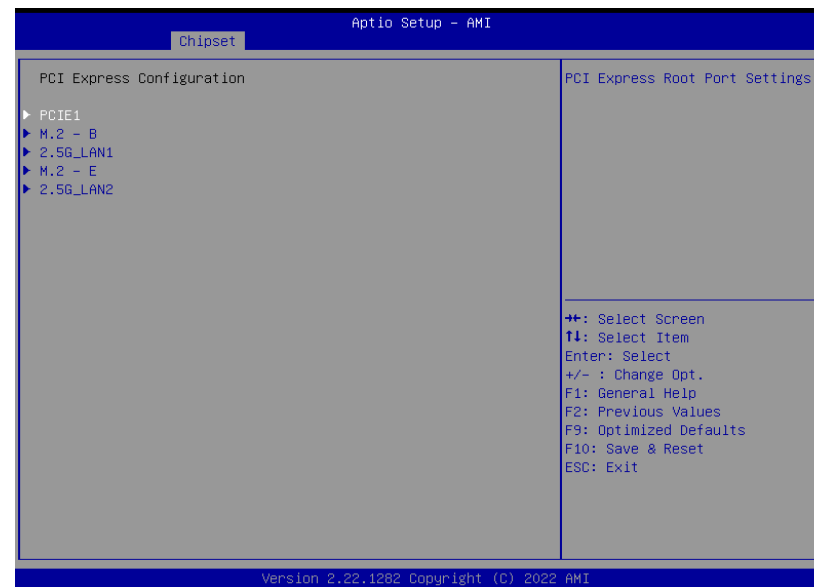 Aptio Setup – AMI
Chipset
PCI Express Configuration
▶ PCIE1
▶ M.2 – B
▶ 2.5G_LAN1
▶ M.2 – E
▶ 2.5G_LAN2
PCI Express Root Port Settings
→←: Select Screen
↑↓: Select Item
Enter: Select
+/– : Change Opt.
F1: General Help
F2: Previous Values
F9: Optimized Defaults
F10: Save & Reset
ESC: Exit
Version 2.22.1282 Copyright (C) 2022 AMI